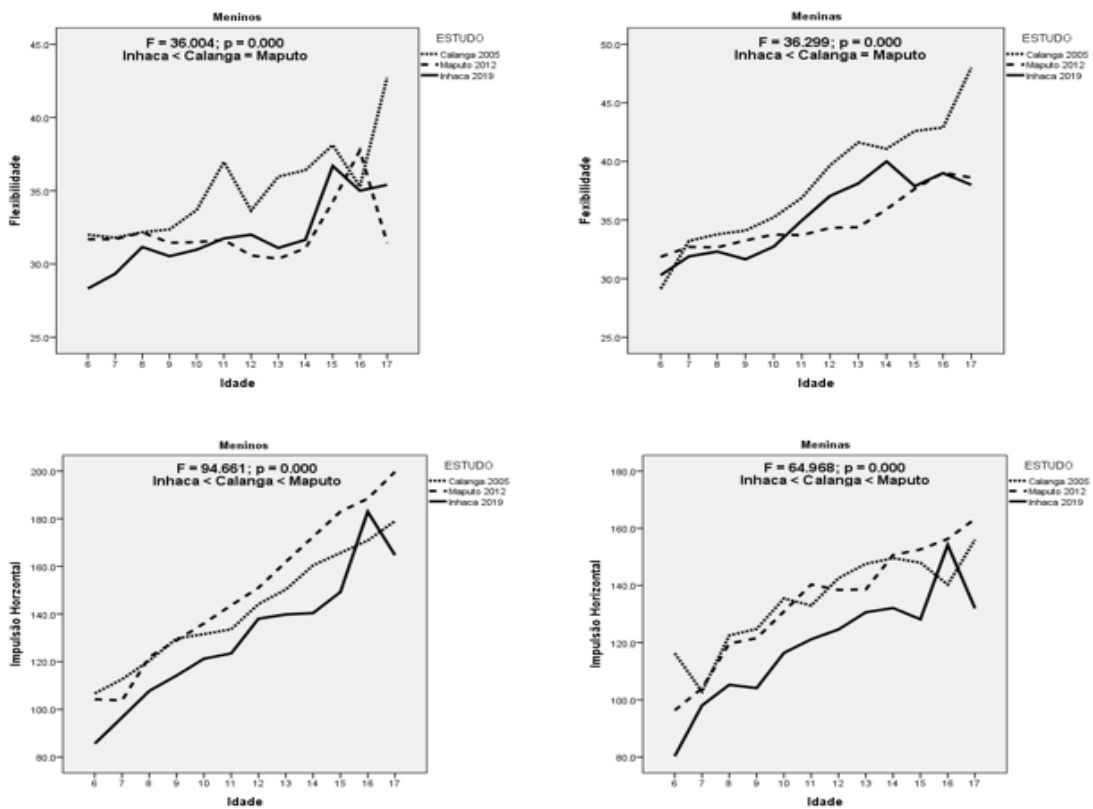 Meninos
F = 36.004; p = 0.000
Inhaca < Calanga = Maputo
ESTUDO
Calanga 2005
Maputo 2012
Inhaca 2019
45.0
40.0
35.0
30.0
25.0
Flexibilidade
6 7 8 9 10 11 12 13 14 15 16 17
Idade
Meninas
F = 36.299; p = 0.000
Inhaca < Calanga = Maputo
ESTUDO
Calanga 2005
Maputo 2012
Inhaca 2019
50.0
45.0
40.0
35.0
30.0
25.0
Fexibilidade
6 7 8 9 10 11 12 13 14 15 16 17
Idade
Meninos
F = 94.661; p = 0.000
Inhaca < Calanga < Maputo
ESTUDO
Calanga 2005
Maputo 2012
Inhaca 2019
200.0
180.0
160.0
140.0
120.0
100.0
80.0
Impulsão Horzontal
6 7 8 9 10 11 12 13 14 15 16 17
Idade
Meninas
F = 64.968; p = 0.000
Inhaca < Calanga < Maputo
ESTUDO
Calanga 2005
Maputo 2012
Inhaca 2019
180.0
160.0
140.0
120.0
100.0
80.0
Impulsão Horizontal
6 7 8 9 10 11 12 13 14 15 16 17
Idade